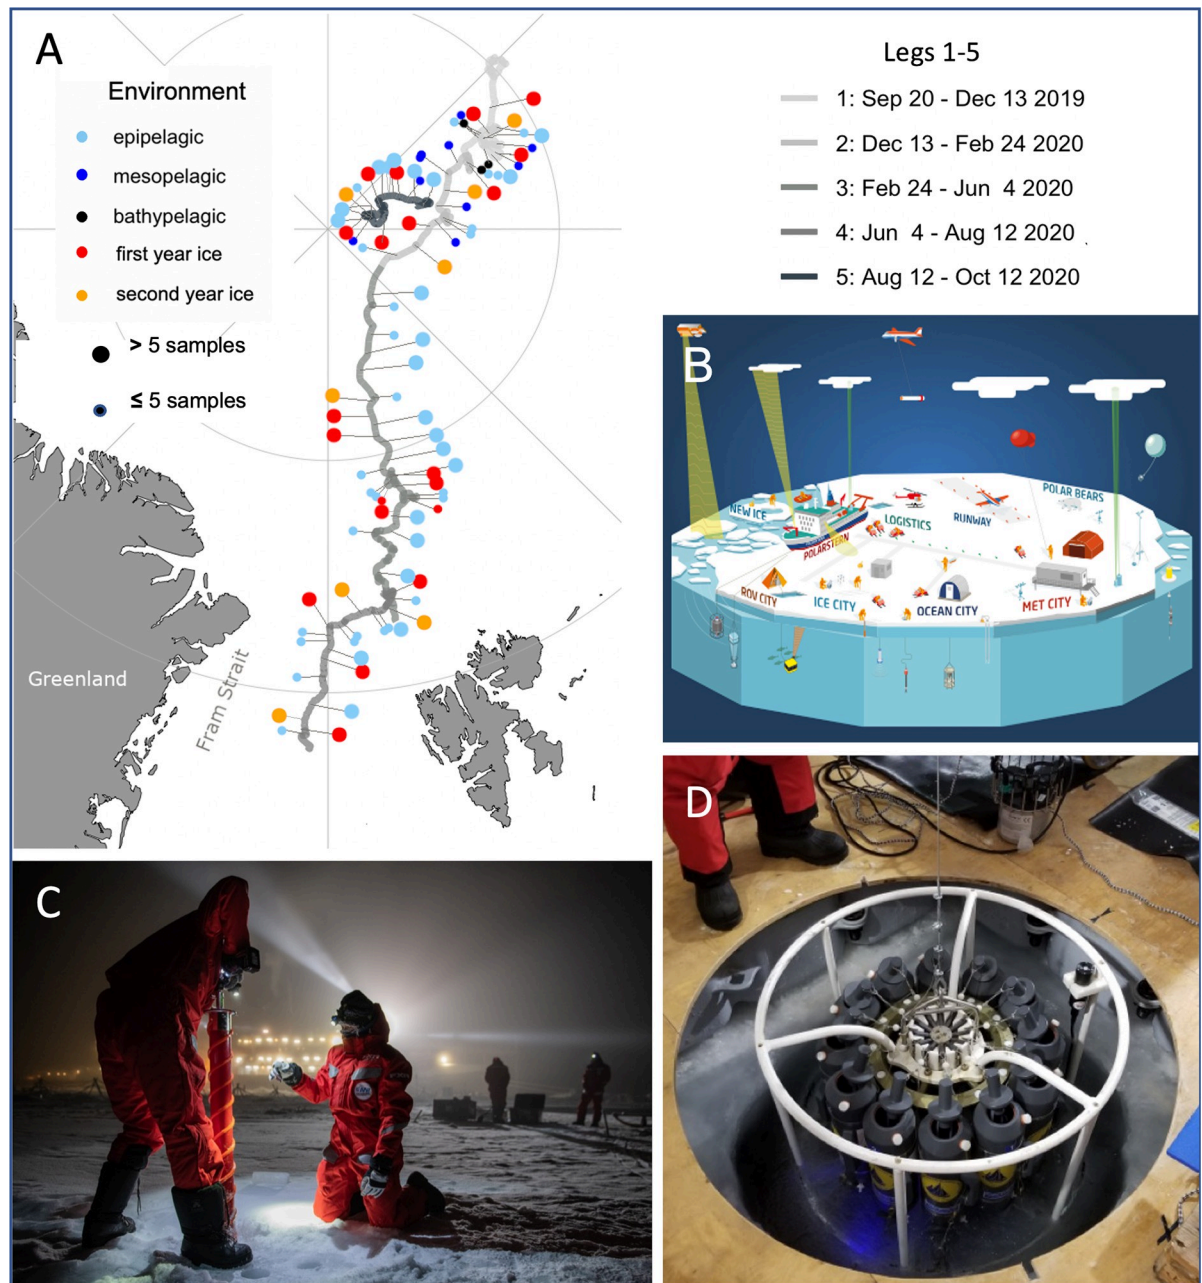 A
Environment
epipelagic
mesopelagic
bathypelagic
first year ice
second year ice
> 5 samples
≤ 5 samples
Greenland
Fram Strait
Legs 1-5
1: Sep 20 - Dec 13 2019
2: Dec 13 - Feb 24 2020
3: Feb 24 - Jun 4 2020
4: Jun 4 - Aug 12 2020
5: Aug 12 - Oct 12 2020
B
NEW ICE
POLARSTERN
LOGISTICS
RUNWAY
POLAR BEARS
ROV CITY
ICE CITY
OCEAN CITY
MET CITY
C
D